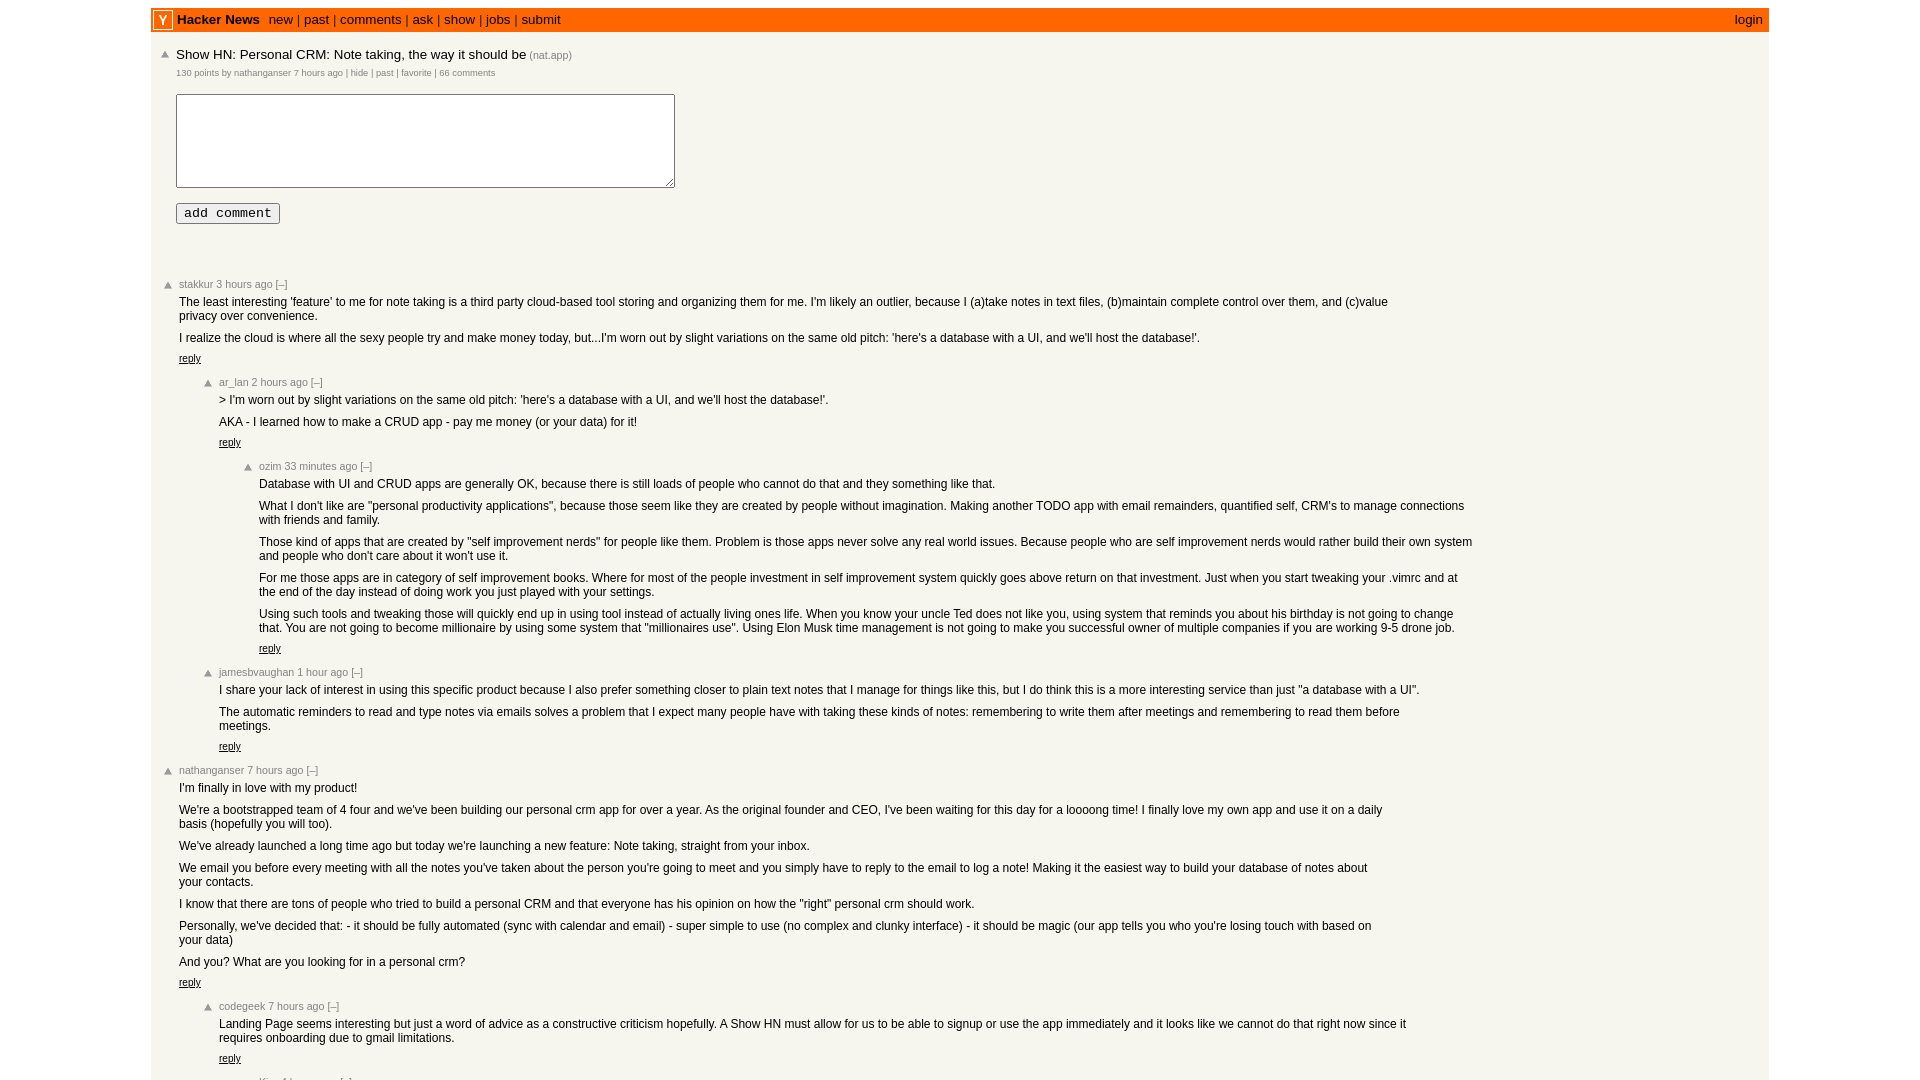 Y Hacker News new | past | comments | ask | show | jobs | submit login
Show HN: Personal CRM: Note taking, the way it should be (nat.app)
130 points by nathanganser 7 hours ago | hide | past | favorite | 66 comments
add comment
stakkur 3 hours ago [–]
The least interesting 'feature' to me for note taking is a third party cloud-based tool storing and organizing them for me. I'm likely an outlier, because I (a)take notes in text files, (b)maintain complete control over them, and (c)value
privacy over convenience.
I realize the cloud is where all the sexy people try and make money today, but...I'm worn out by slight variations on the same old pitch: 'here's a database with a UI, and we'll host the database!'.
reply
ar_lan 2 hours ago [–]
> I'm worn out by slight variations on the same old pitch: 'here's a database with a UI, and we'll host the database!'.
AKA - I learned how to make a CRUD app - pay me money (or your data) for it!
reply
ozim 33 minutes ago [–]
Database with UI and CRUD apps are generally OK, because there is still loads of people who cannot do that and they something like that.
What I don't like are "personal productivity applications", because those seem like they are created by people without imagination. Making another TODO app with email remainders, quantified self, CRM's to manage connections
with friends and family.
Those kind of apps that are created by "self improvement nerds" for people like them. Problem is those apps never solve any real world issues. Because people who are self improvement nerds would rather build their own system
and people who don't care about it won't use it.
For me those apps are in category of self improvement books. Where for most of the people investment in self improvement system quickly goes above return on that investment. Just when you start tweaking your .vimrc and at
the end of the day instead of doing work you just played with your settings.
Using such tools and tweaking those will quickly end up in using tool instead of actually living ones life. When you know your uncle Ted does not like you, using system that reminds you about his birthday is not going to change
that. You are not going to become millionaire by using some system that "millionaires use". Using Elon Musk time management is not going to make you successful owner of multiple companies if you are working 9-5 drone job.
reply
jamesbvaughan 1 hour ago [–]
I share your lack of interest in using this specific product because I also prefer something closer to plain text notes that I manage for things like this, but I do think this is a more interesting service than just "a database with a UI".
The automatic reminders to read and type notes via emails solves a problem that I expect many people have with taking these kinds of notes: remembering to write them after meetings and remembering to read them before
meetings.
reply
nathanganser 7 hours ago [–]
I'm finally in love with my product!
We're a bootstrapped team of 4 four and we've been building our personal crm app for over a year. As the original founder and CEO, I've been waiting for this day for a loooong time! I finally love my own app and use it on a daily
basis (hopefully you will too).
We've already launched a long time ago but today we're launching a new feature: Note taking, straight from your inbox.
We email you before every meeting with all the notes you've taken about the person you're going to meet and you simply have to reply to the email to log a note! Making it the easiest way to build your database of notes about
your contacts.
I know that there are tons of people who tried to build a personal CRM and that everyone has his opinion on how the "right" personal crm should work.
Personally, we've decided that: - it should be fully automated (sync with calendar and email) - super simple to use (no complex and clunky interface) - it should be magic (our app tells you who you're losing touch with based on
your data)
And you? What are you looking for in a personal crm?
reply
codegeek 7 hours ago [–]
Landing Page seems interesting but just a word of advice as a constructive criticism hopefully. A Show HN must allow for us to be able to signup or use the app immediately and it looks like we cannot do that right now since it
requires onboarding due to gmail limitations.
reply